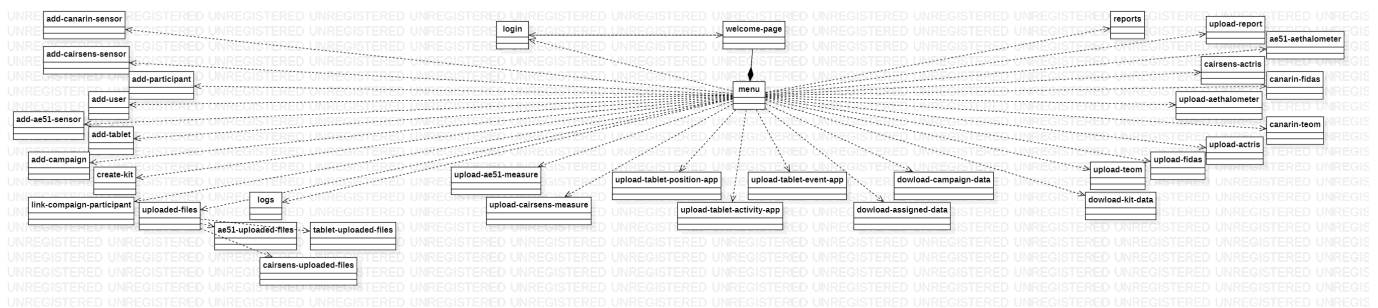 add-canarin-sensor
login
welcome-page
reports
upload-report
ae51-aethalometer
add-cairsens-sensor
cairsens-actris
add-participant
canarin-fidas
menu
add-user
upload-aethalometer
add-ae51-sensor
canarin-teom
add-tablet
upload-actris
add-campaign
upload-fidas
create-kit
upload-ae51-measure
upload-tablet-position-app
upload-tablet-event-app
dowload-campaign-data
upload-teom
link-compaign-participant
uploaded-files
logs
upload-cairsens-measure
upload-tablet-activity-app
dowload-assigned-data
dowload-kit-data
ae51-uploaded-files
tablet-uploaded-files
cairsens-uploaded-files
UNREGISTERED